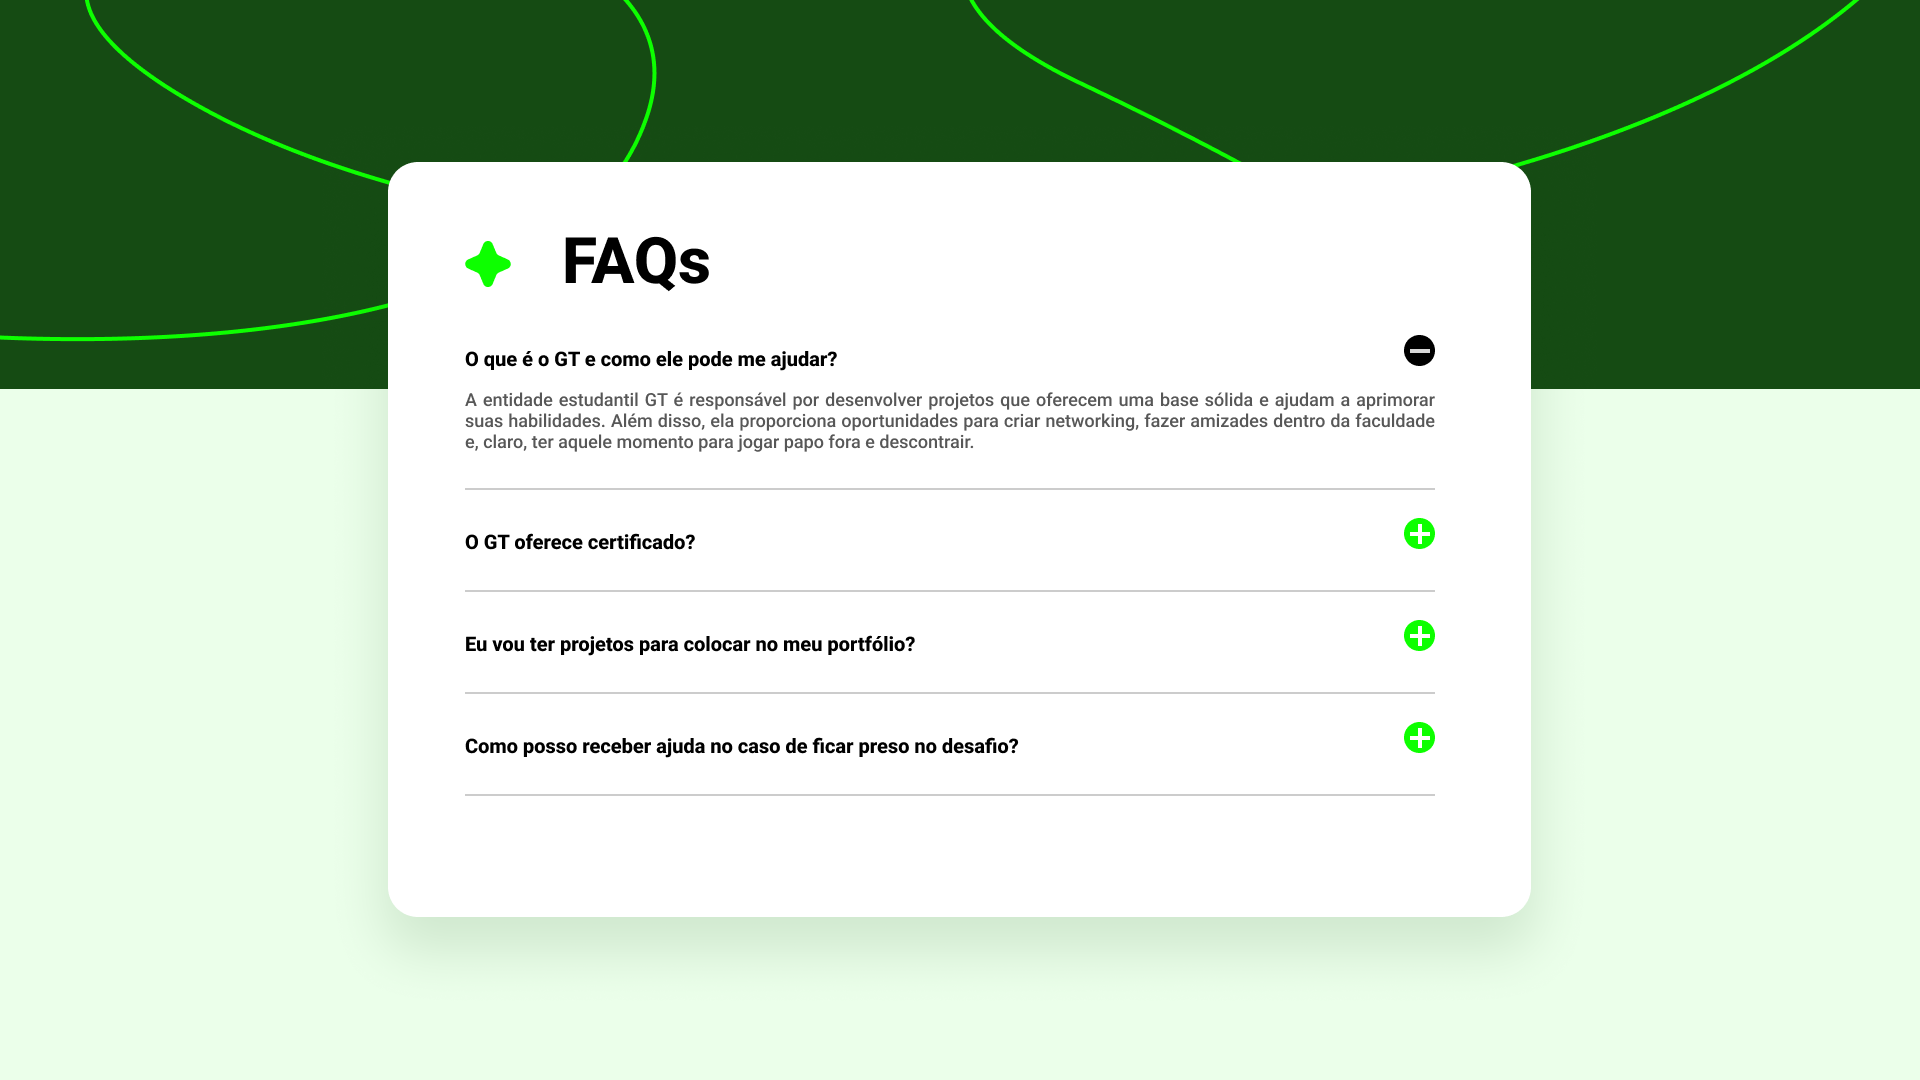 FAQs
O que é o GT e como ele pode me ajudar?
A entidade estudantil GT é responsável por desenvolver projetos que oferecem uma base sólida e ajudam a aprimorar
suas habilidades. Além disso, ela proporciona oportunidades para criar networking, fazer amizades dentro da faculdade
e, claro, ter aquele momento para jogar papo fora e descontrair.
O GT oferece certificado?
Eu vou ter projetos para colocar no meu portfólio?
Como posso receber ajuda no caso de ficar preso no desafio?